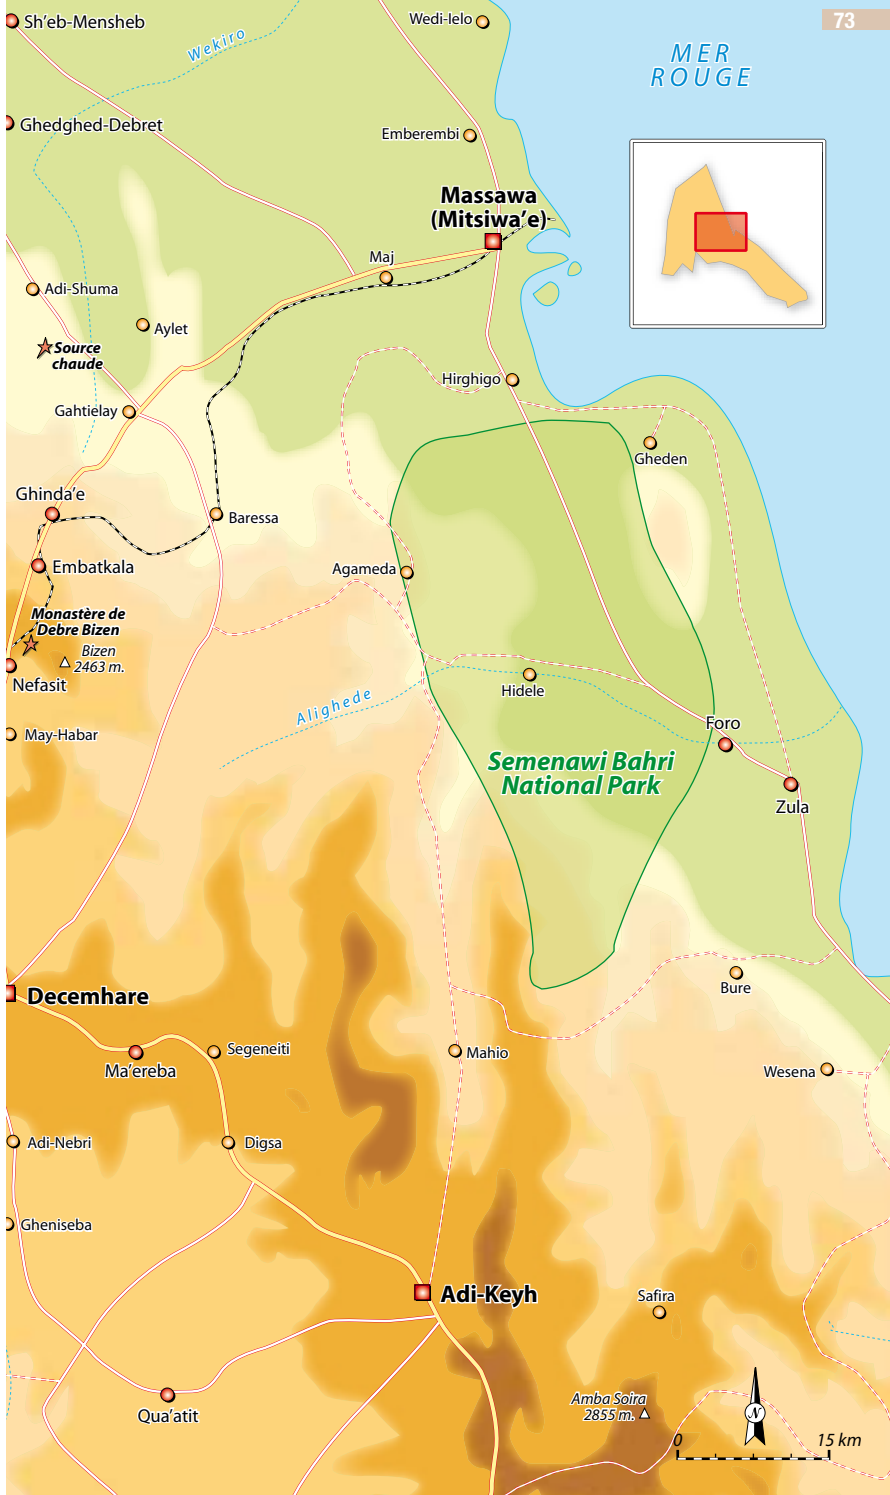 73
Sh'eb-Mensheb
Wedi-Ielo
Wekiro
MER
ROUGE
Ghedghed-Debret
Emberembi
Massawa
(Mitsiwa'e)
Maj
Adi-Shuma
Aylet
Source
chaude
Hirghigo
Gahtielay
Gheden
Ghinda'e
Baressa
Embatkala
Agameda
Monastère de
Debre Bizen
Bizen
2463 m.
Nefasit
Hidele
Alighede
May-Habar
Foro
Semenawi Bahri
National Park
Zula
Decemhare
Bure
Segeneiti
Mahio
Ma'ereba
Wesena
Adi-Nebri
Digsa
Gheniseba
Adi-Keyh
Safira
Amba Soira
2855 m.
N
Qua'atit
0
15 km